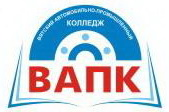 ВЯТСКИЙ АВТОМОБИЛЬНО-ПРОМЫШЛЕННЫЙ
КОЛЛЕДЖ
ВАПК